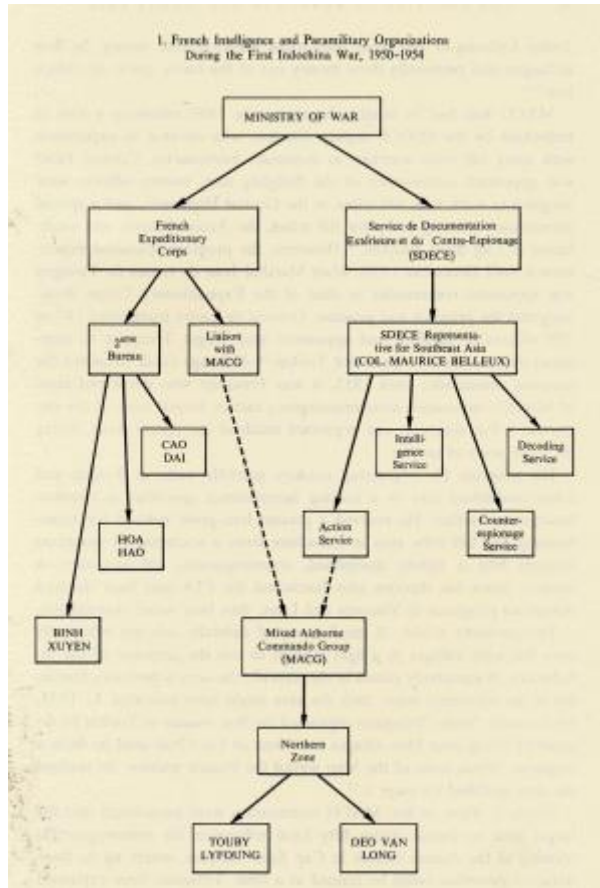 1. French Intelligence and Paramilitary Organizations
During the First Indochina War, 1950–1954
MINISTRY OF WAR
French
Expeditionary
Corps
Service de Documentation
Extérieure et du Contre-Espionage
(SDECE)
2eme
Bureau
Liaison
with
MACG
SDECE Representa-
tive for Southeast Asia
(COL. MAURICE BELLEUX)
CAO
DAI
Intelli-
gence
Service
Decoding
Service
HOA
HAO
Action
Service
Counter-
espionage
Service
BINH
XUYEN
Mixed Airborne
Commando Group
(MACG)
Northern
Zone
TOUBY
LYFOUNG
DEO VAN
LONG